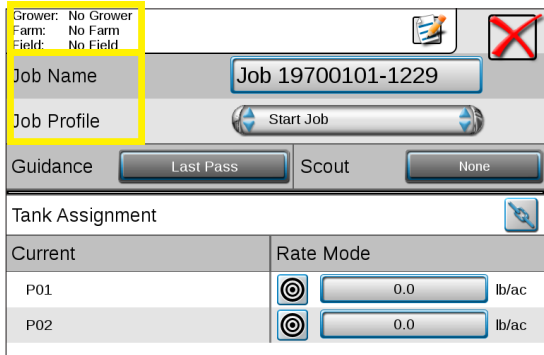 Grower: No Grower
Farm: No Farm
Field: No Field
Job Name Job 19700101-1229
Job Profile Start Job
Guidance Last Pass Scout None
Tank Assignment
Current Rate Mode
P01 0.0 lb/ac
P02 0.0 lb/ac